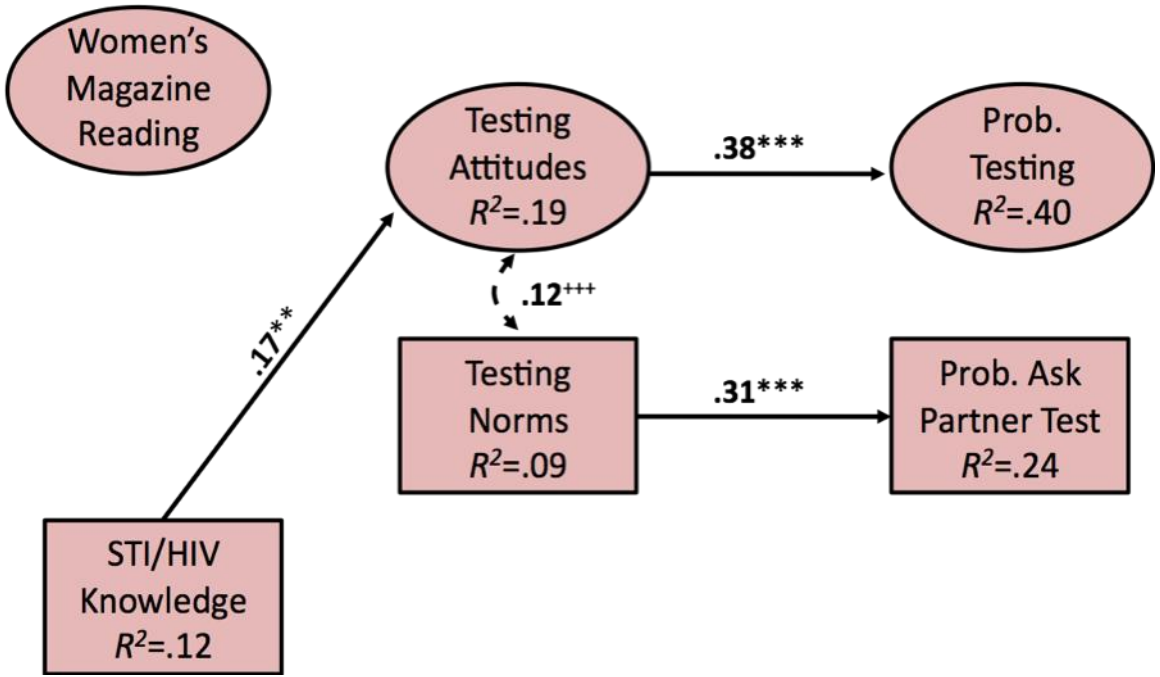 Women's
Magazine
Reading
Testing
Attitudes
R²=.19
.38***
Prob.
Testing
R²=.40
.17**
.12⁺⁺⁺
Testing
Norms
R²=.09
.31***
Prob. Ask
Partner Test
R²=.24
STI/HIV
Knowledge
R²=.12